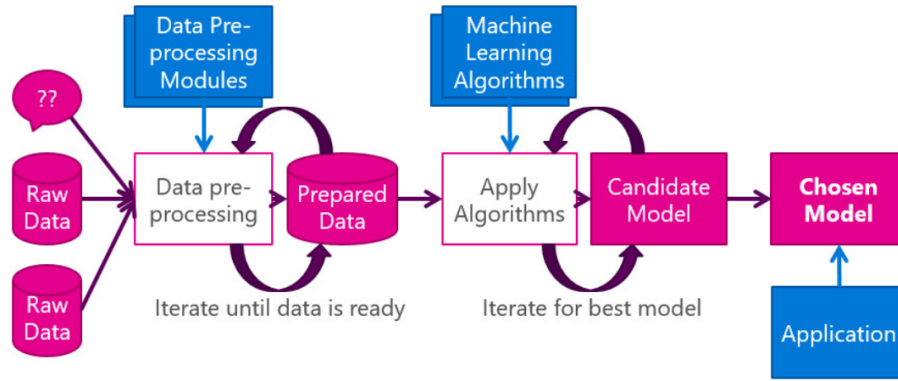 Data Pre-
processing
Modules
Machine
Learning
Algorithms
??
Raw
Data
Data pre-
processing
Prepared
Data
Apply
Algorithms
Candidate
Model
Chosen
Model
Raw
Data
Iterate until data is ready
Iterate for best model
Application